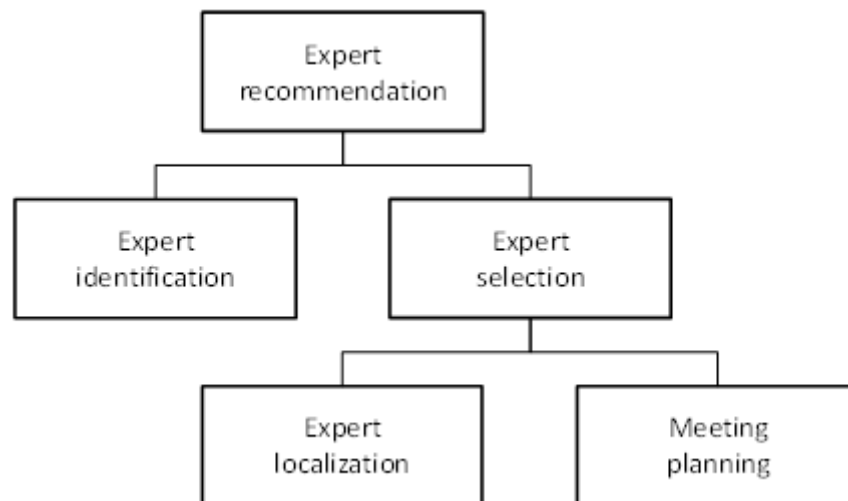 Expert
recommendation
Expert
identification
Expert
selection
Expert
localization
Meeting
planning